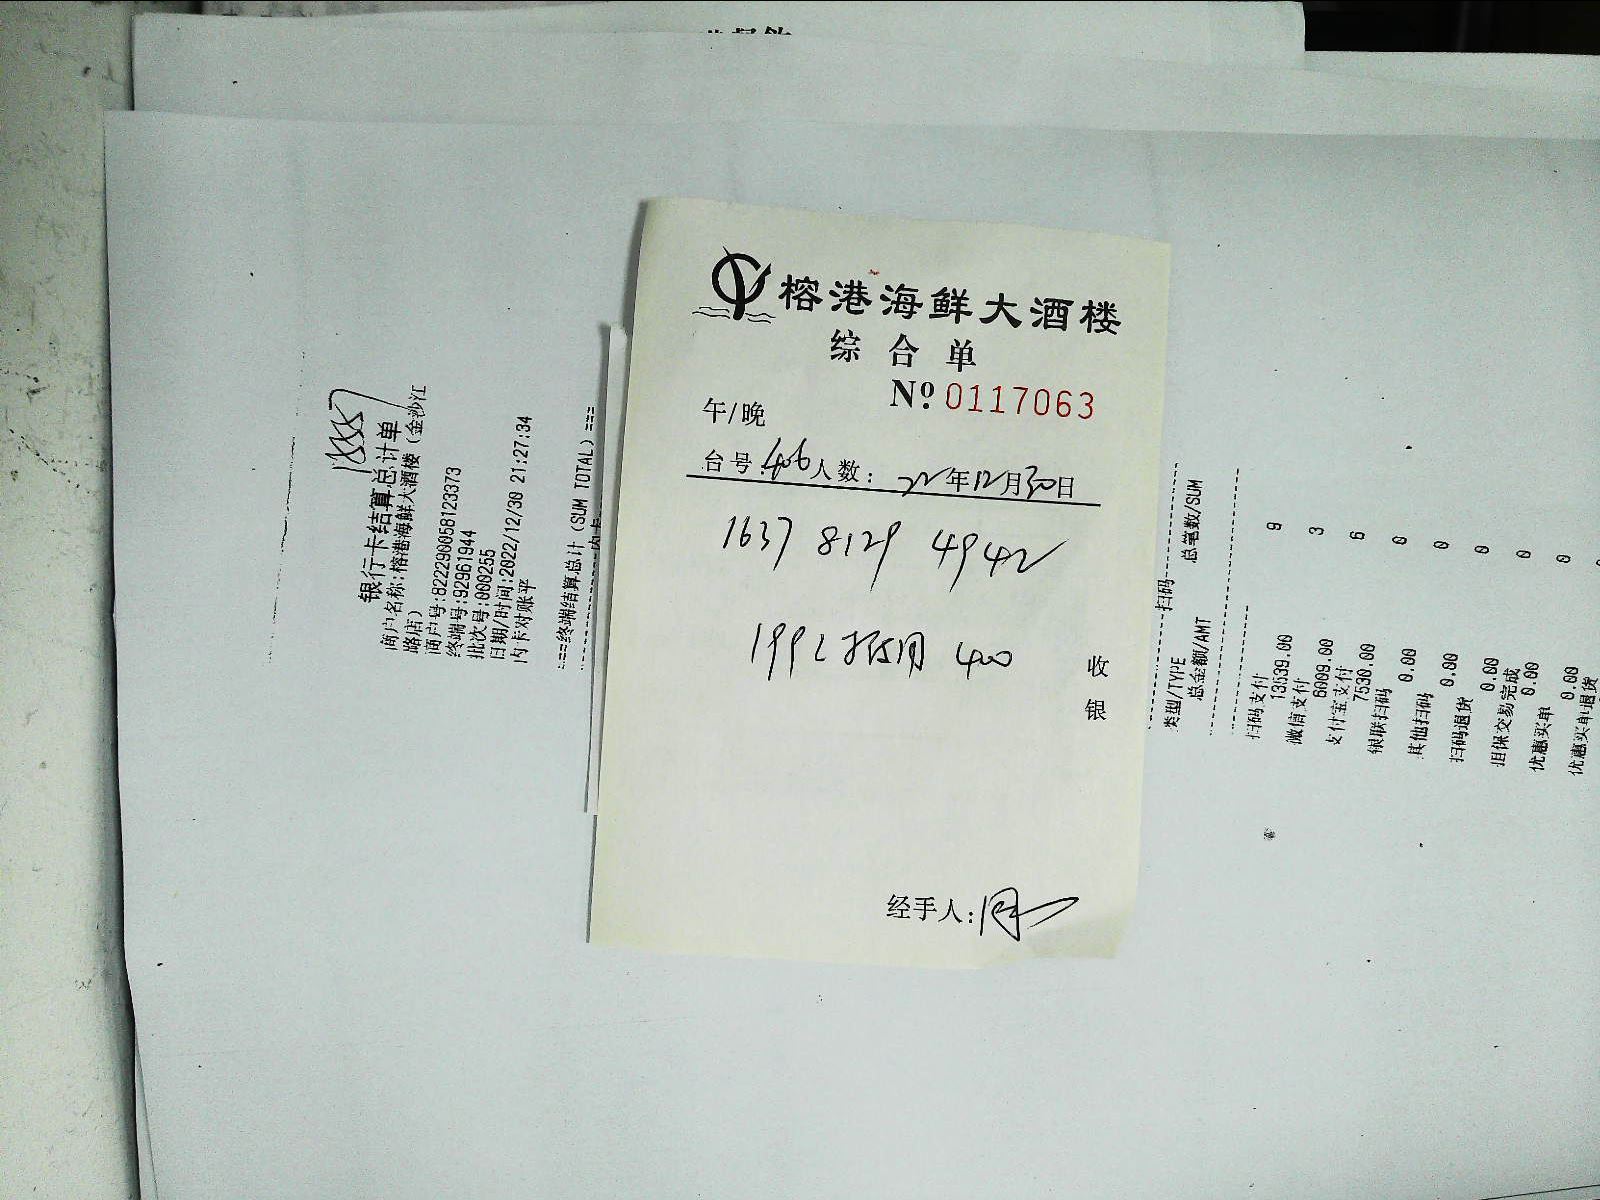 榕港海鲜大酒楼
综合单
№ 0117063
午/晚
台号:406人数: 22年12月30日
1637 8129 4942
400
收
银
经手人:
银行卡结算总计单
商户名称:榕港海鲜大酒楼(金沙江
路店)
商户号:822290058123373
终端号:92961944
批次号:000255
日期/时间:2022/12/30 21:27:34
内卡对账平
===终端结算总计(SUM TOTAL)===
内卡
扫码
类型/TYPE 总笔数/SUM
总金额/AMT
扫码支付 9
13539.00
微信支付 3
6009.00
支付宝支付 6
7530.00
银联扫码 0
0.00
其他扫码 0
0.00
扫码退货 0
0.00
担保交易完成 0
0.00
优惠买单 0
0.00
优惠买单退货